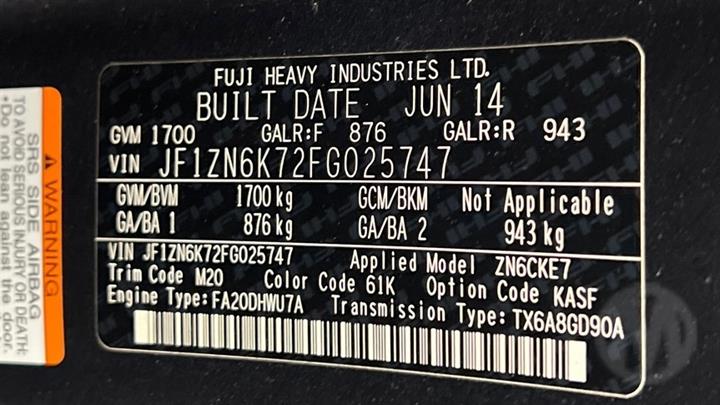 FUJI HEAVY INDUSTRIES LTD.
BUILT DATE JUN 14
GVM 1700 GALR:F 876 GALR:R 943
VIN JF1ZN6K72FG025747
GVM/BVM 1700 kg GCM/BKM Not Applicable
GA/BA 1 876 kg GA/BA 2 943 kg
VIN JF1ZN6K72FG025747 Applied Model ZN6CKE7
Trim Code M20 Color Code 61K Option Code KASF
Engine Type: FA20DHWU7A Transmission Type: TX6A8GD90A
WARNING
SRS SIDE AIRBAG
TO AVOID SERIOUS INJURY OR DEATH:
•Do not lean against the door.